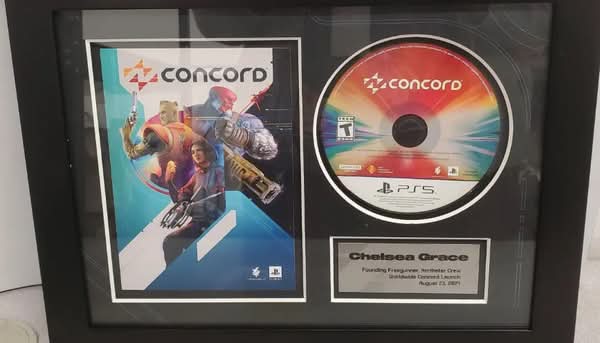 CONCORD
CONCORD
T
PS5
Chelsea Grace
Founding Freegunner, Northstar Crew
Worldwide Concord Launch
August 23, 2024